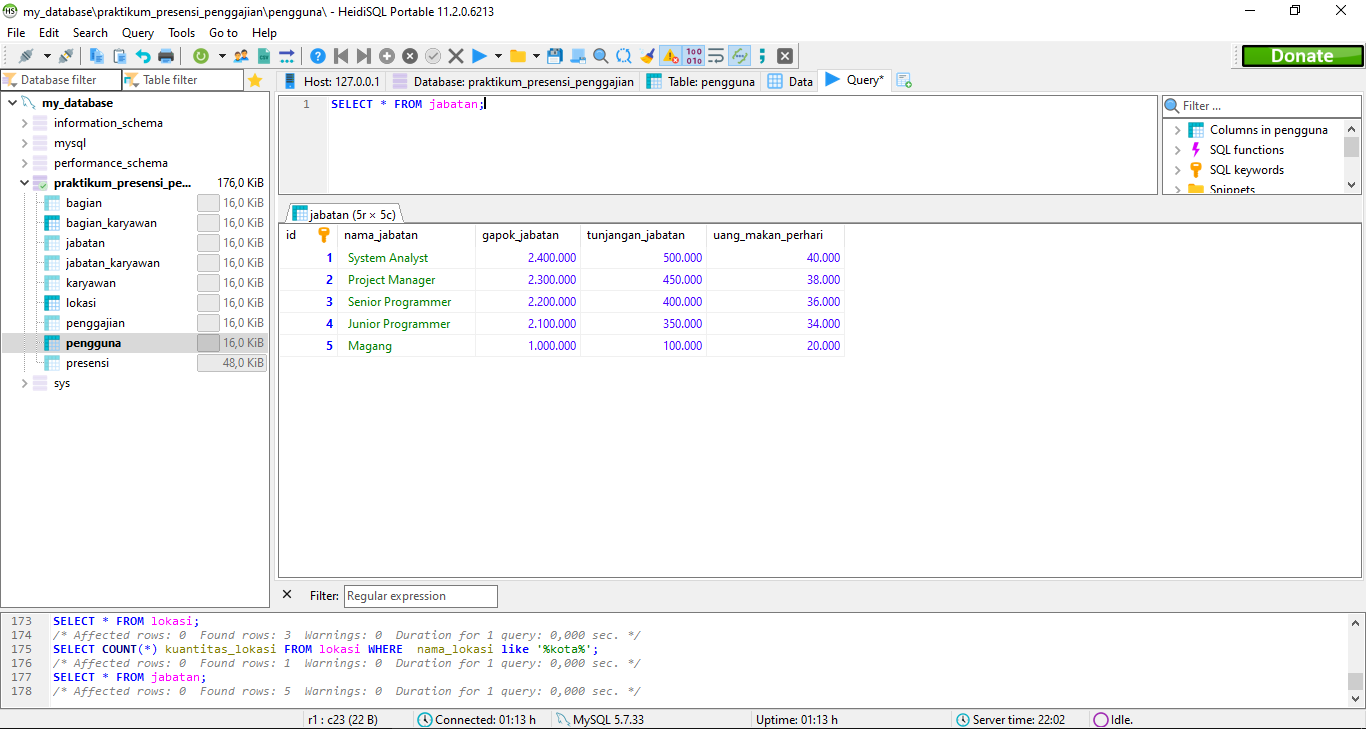 my_database\praktikum_presensi_penggajian\pengguna\ - HeidiSQL Portable 11.2.0.6213
File Edit Search Query Tools Go to Help
Donate
Database filter Table filter
Host: 127.0.0.1 Database: praktikum_presensi_penggajian Table: pengguna Data Query*
my_database
information_schema
mysql
performance_schema
praktikum_presensi_pe... 176,0 KiB
bagian 16,0 KiB
bagian_karyawan 16,0 KiB
jabatan 16,0 KiB
jabatan_karyawan 16,0 KiB
karyawan 16,0 KiB
lokasi 16,0 KiB
penggajian 16,0 KiB
pengguna 16,0 KiB
presensi 48,0 KiB
sys
1 SELECT * FROM jabatan;
Filter ...
Columns in pengguna
SQL functions
SQL keywords
Snippets
jabatan (5r × 5c)
id nama_jabatan gapok_jabatan tunjangan_jabatan uang_makan_perhari
1 System Analyst 2.400.000 500.000 40.000
2 Project Manager 2.300.000 450.000 38.000
3 Senior Programmer 2.200.000 400.000 36.000
4 Junior Programmer 2.100.000 350.000 34.000
5 Magang 1.000.000 100.000 20.000
Filter: Regular expression
173 SELECT * FROM lokasi;
174 /* Affected rows: 0 Found rows: 3 Warnings: 0 Duration for 1 query: 0,000 sec. */
175 SELECT COUNT(*) kuantitas_lokasi FROM lokasi WHERE nama_lokasi like '%kota%';
176 /* Affected rows: 0 Found rows: 1 Warnings: 0 Duration for 1 query: 0,000 sec. */
177 SELECT * FROM jabatan;
178 /* Affected rows: 0 Found rows: 5 Warnings: 0 Duration for 1 query: 0,000 sec. */
r1 : c23 (22 B) Connected: 01:13 h MySQL 5.7.33 Uptime: 01:13 h Server time: 22:02 Idle.